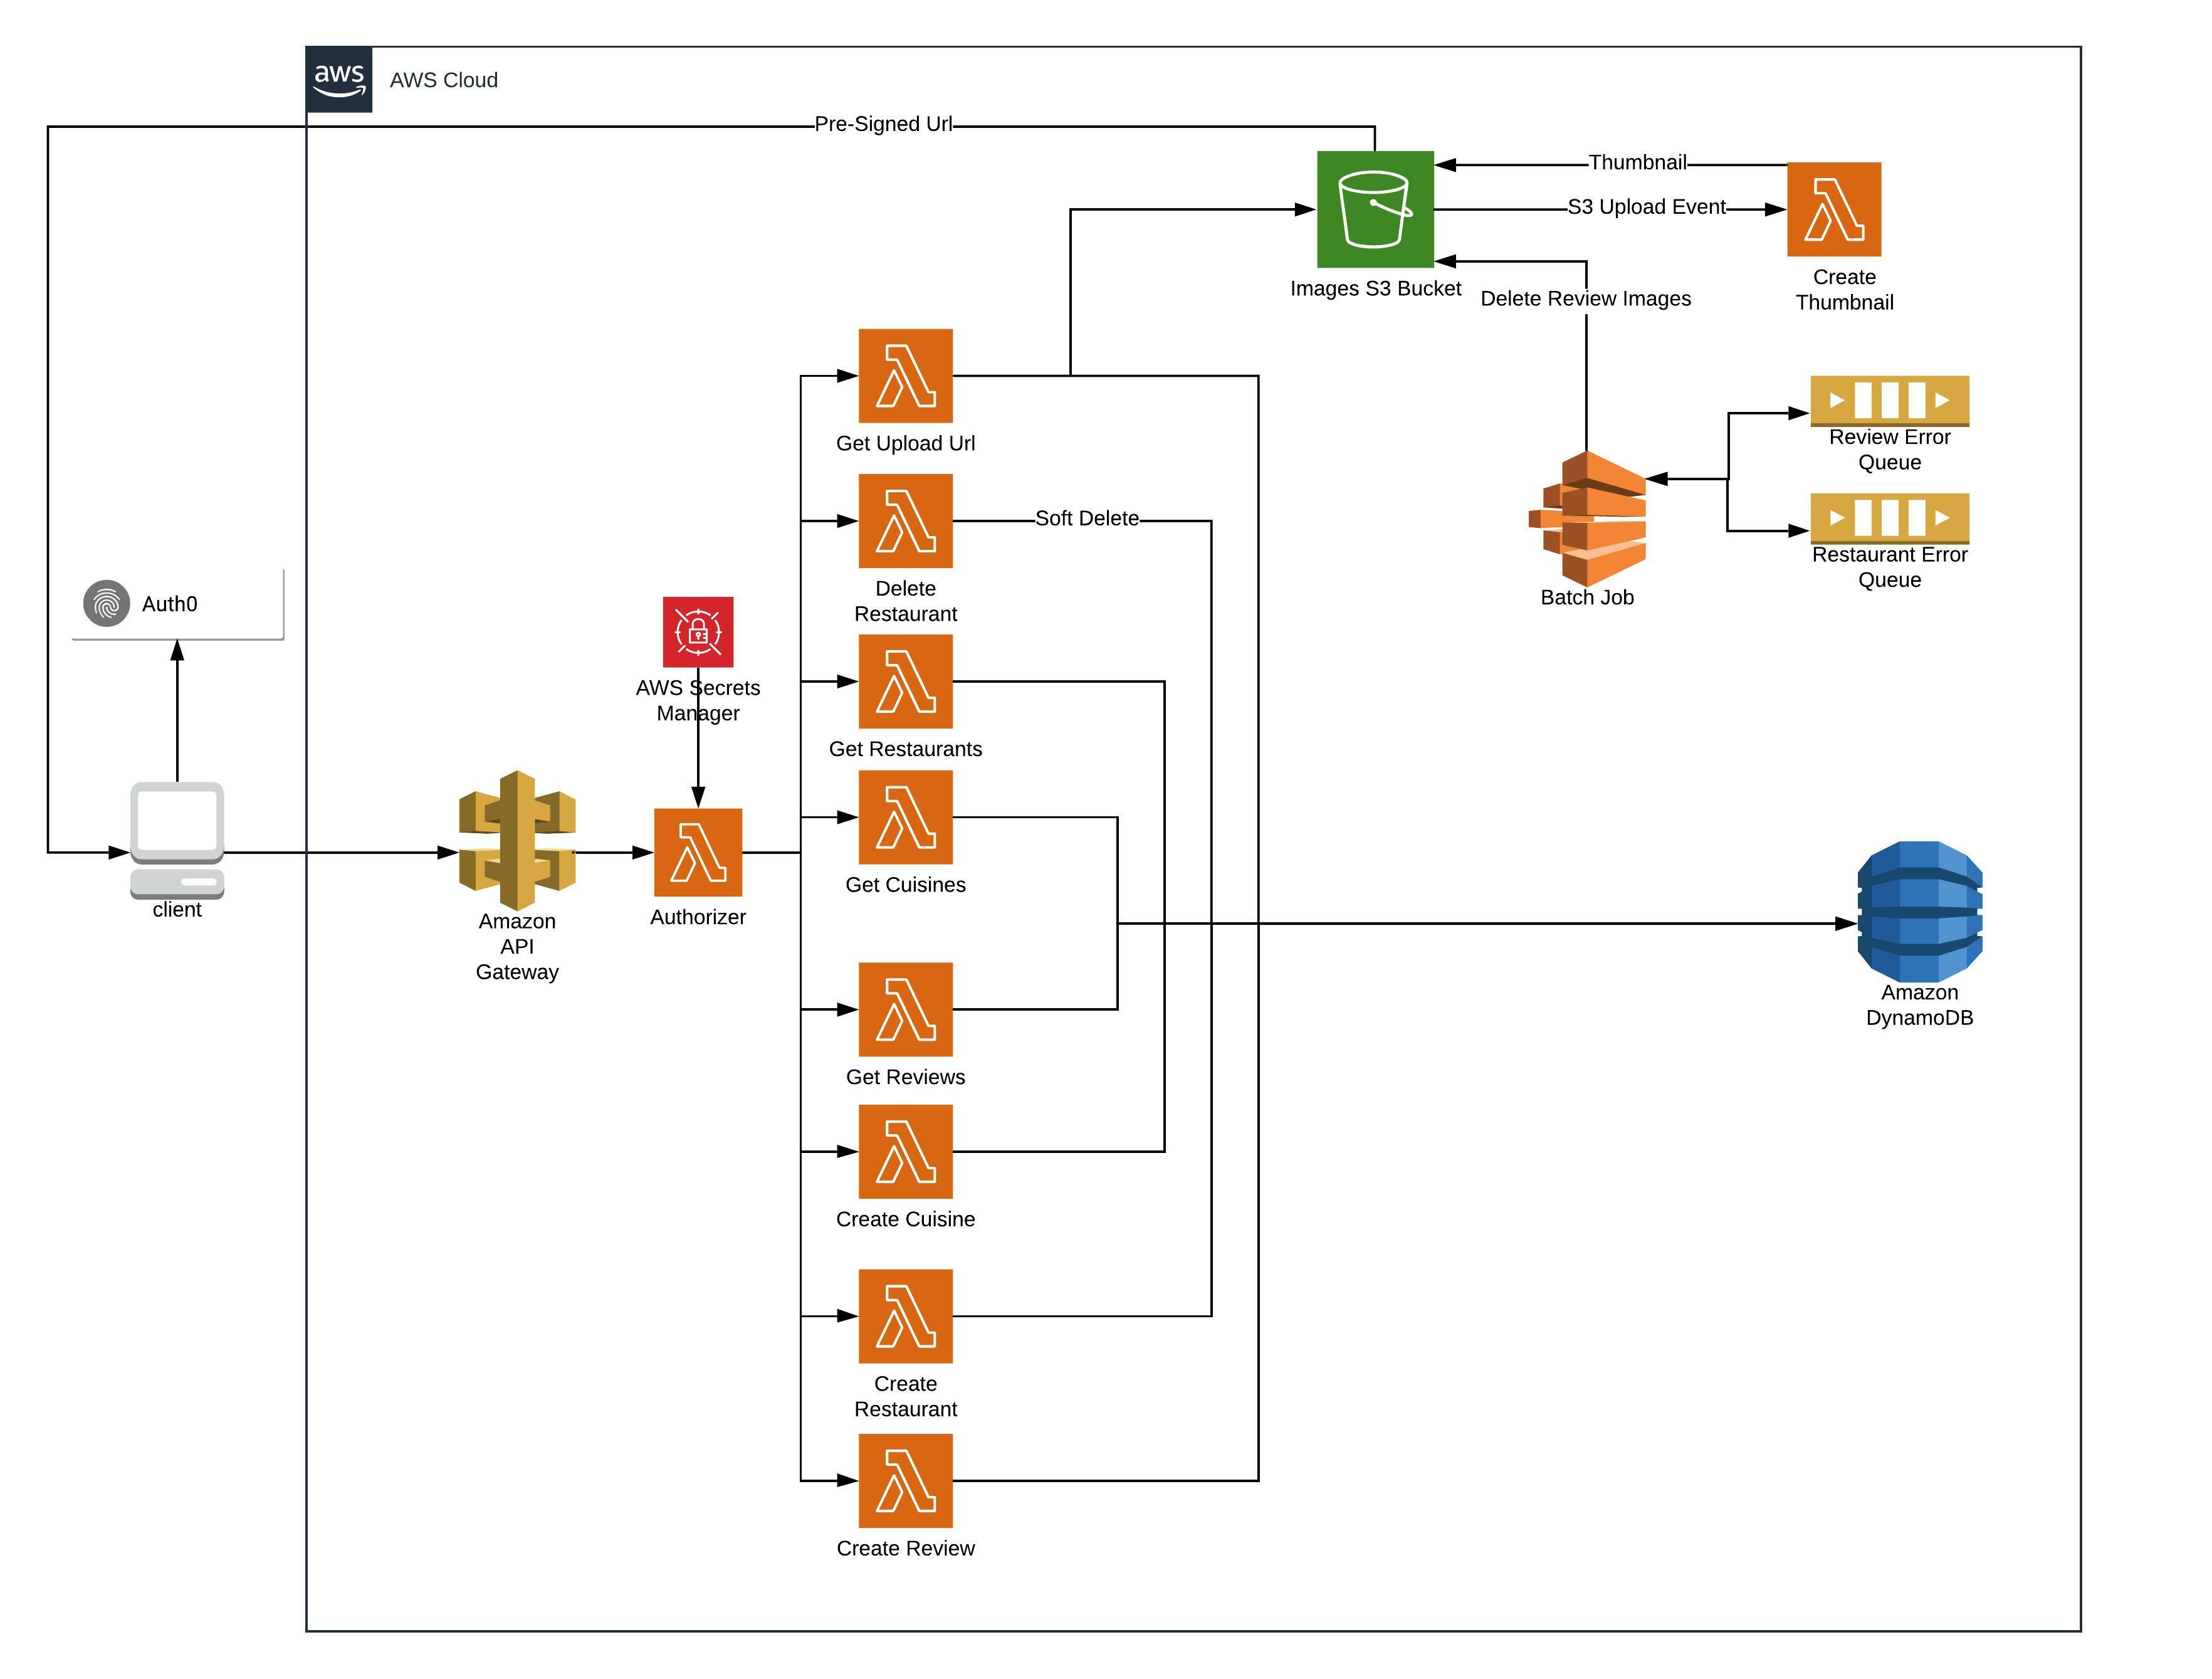 aws
AWS Cloud
Pre-Signed Url
Thumbnail
S3 Upload Event
Create
Thumbnail
Images S3 Bucket
Delete Review Images
Get Upload Url
Review Error
Queue
Soft Delete
Restaurant Error
Queue
Batch Job
Delete
Restaurant
Auth0
AWS Secrets
Manager
Get Restaurants
Get Cuisines
client
Authorizer
Amazon
API
Gateway
Amazon
DynamoDB
Get Reviews
Create Cuisine
Create
Restaurant
Create Review